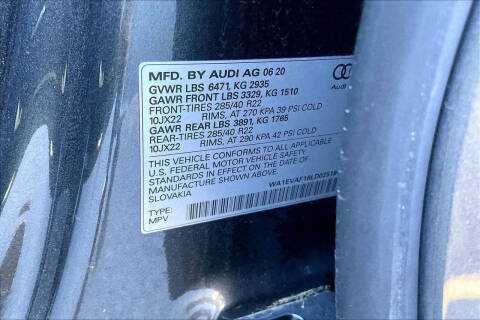 MFD. BY AUDI AG 06 20
GVWR LBS 6471, KG 2935
GAWR FRONT LBS 3329, KG 1510
FRONT-TIRES 285/40 R22
10JX22 RIMS, AT 270 KPA 39 PSI COLD
GAWR REAR LBS 3891, KG 1765
REAR-TIRES 285/40 R22
10JX22 RIMS, AT 290 KPA 42 PSI COLD
Audi
THIS VEHICLE CONFORMS TO ALL APPLICABLE
U.S. FEDERAL MOTOR VEHICLE SAFETY
STANDARDS IN EFFECT ON THE DATE OF
MANUFACTURE SHOWN ABOVE.
SLOVAKIA
TYPE:
MPV